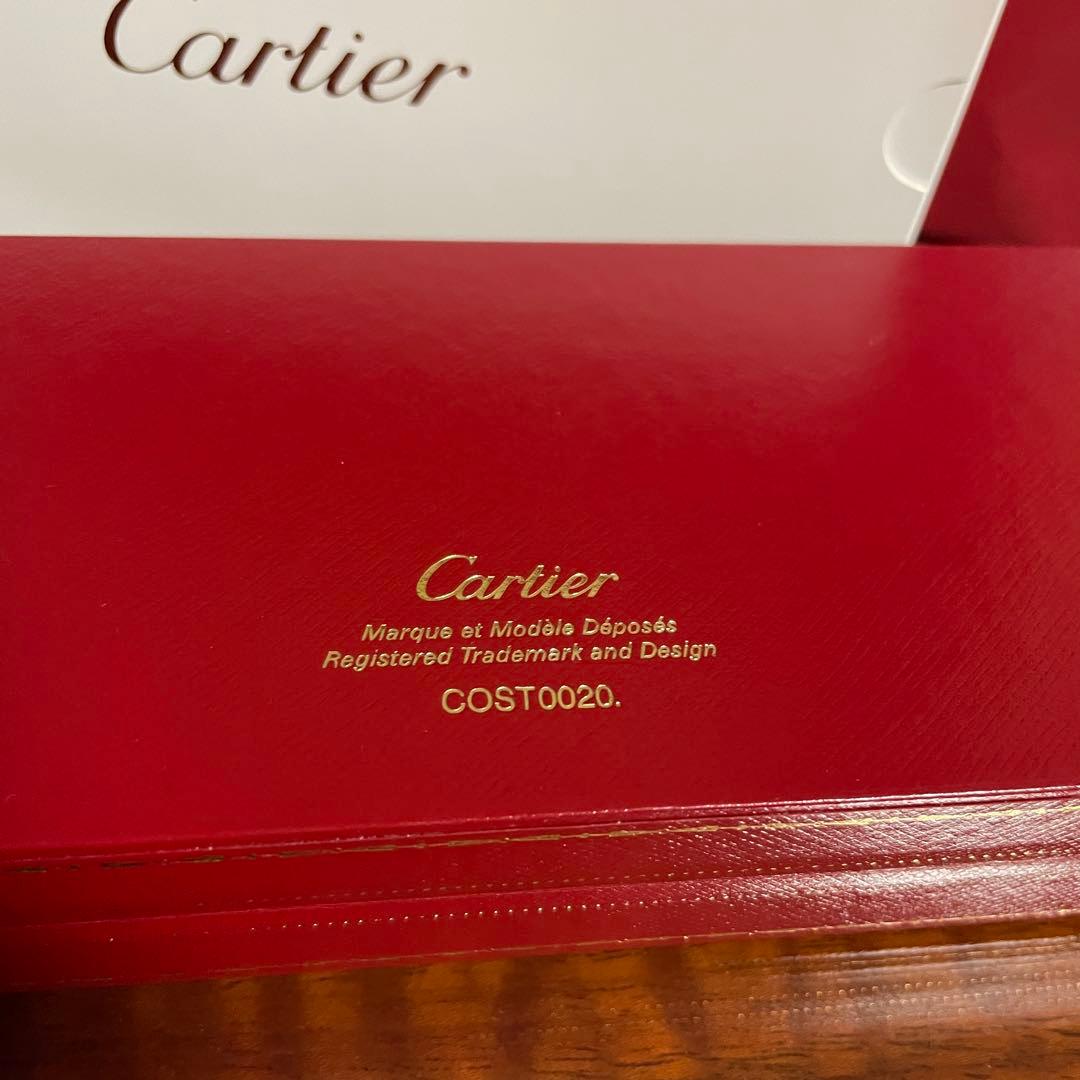 Cartier
Cartier
Marque et Modèle Déposés
Registered Trademark and Design
COST0020.